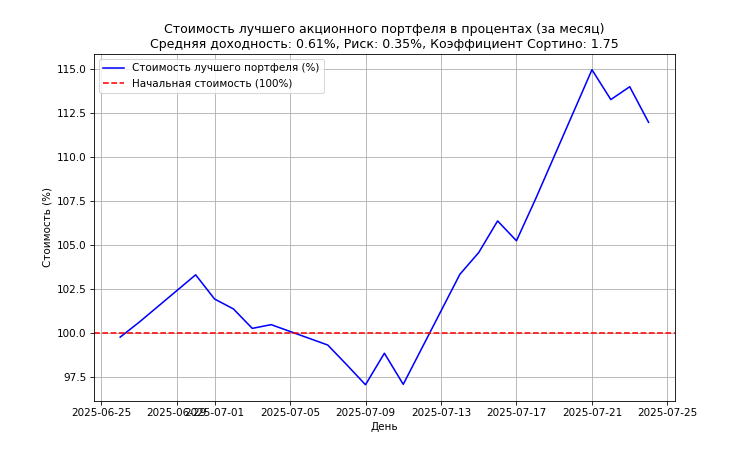 Стоимость лучшего акционного портфеля в процентах (за месяц)
Средняя доходность: 0.61%, Риск: 0.35%, Коэффициент Сортино: 1.75
Стоимость лучшего портфеля (%)
Начальная стоимость (100%)
Стоимость (%)
115.0
112.5
110.0
107.5
105.0
102.5
100.0
97.5
2025-06-25 2025-06-29 2025-07-01 2025-07-05 2025-07-09 2025-07-13 2025-07-17 2025-07-21 2025-07-25
День